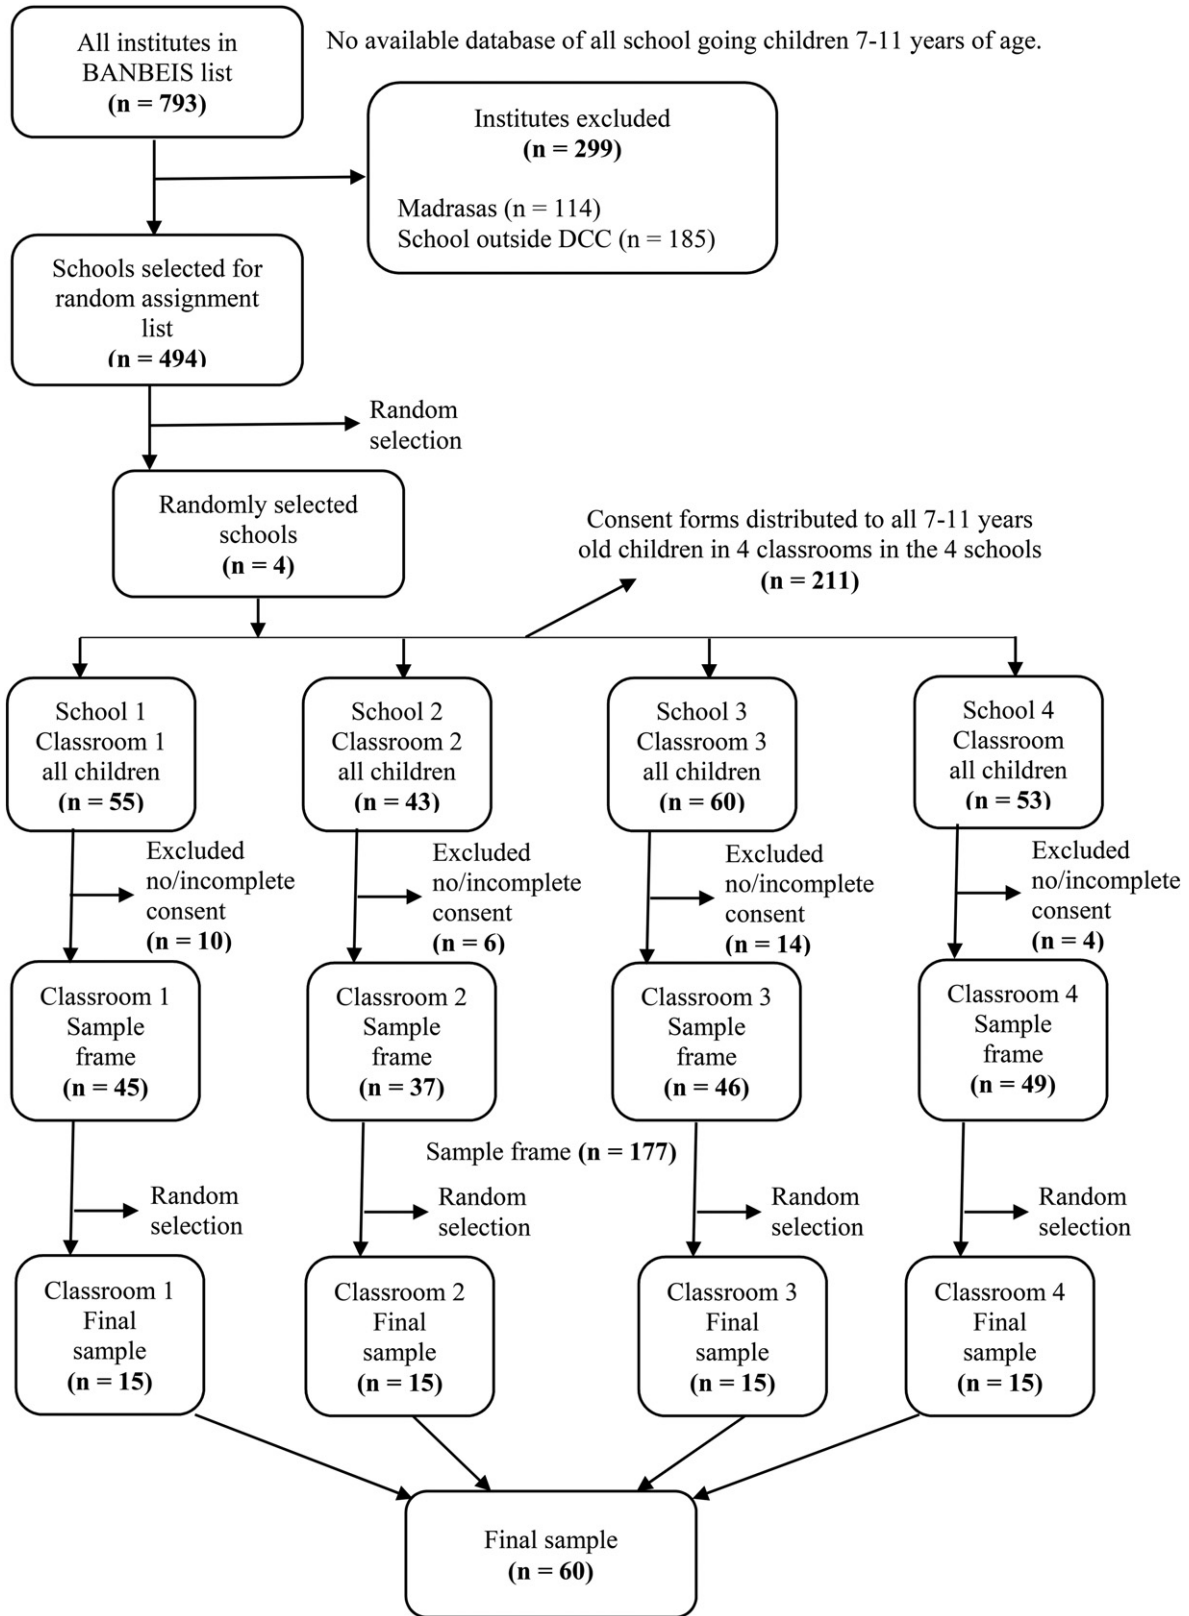 All institutes in
BANBEIS list
(n = 793)
No available database of all school going children 7-11 years of age.
Institutes excluded
(n = 299)
Madrasas (n = 114)
School outside DCC (n = 185)
Schools selected for
random assignment
list
(n = 494)
Random
selection
Randomly selected
schools
(n = 4)
Consent forms distributed to all 7-11 years
old children in 4 classrooms in the 4 schools
(n = 211)
School 1
Classroom 1
all children
(n = 55)
School 2
Classroom 2
all children
(n = 43)
School 3
Classroom 3
all children
(n = 60)
School 4
Classroom
all children
(n = 53)
Excluded
no/incomplete
consent
(n = 10)
Excluded
no/incomplete
consent
(n = 6)
Excluded
no/incomplete
consent
(n = 14)
Excluded
no/incomplete
consent
(n = 4)
Classroom 1
Sample
frame
(n = 45)
Classroom 2
Sample
frame
(n = 37)
Classroom 3
Sample
frame
(n = 46)
Classroom 4
Sample
frame
(n = 49)
Sample frame (n = 177)
Random
selection
Random
selection
Random
selection
Random
selection
Classroom 1
Final
sample
(n = 15)
Classroom 2
Final
sample
(n = 15)
Classroom 3
Final
sample
(n = 15)
Classroom 4
Final
sample
(n = 15)
Final sample
(n = 60)